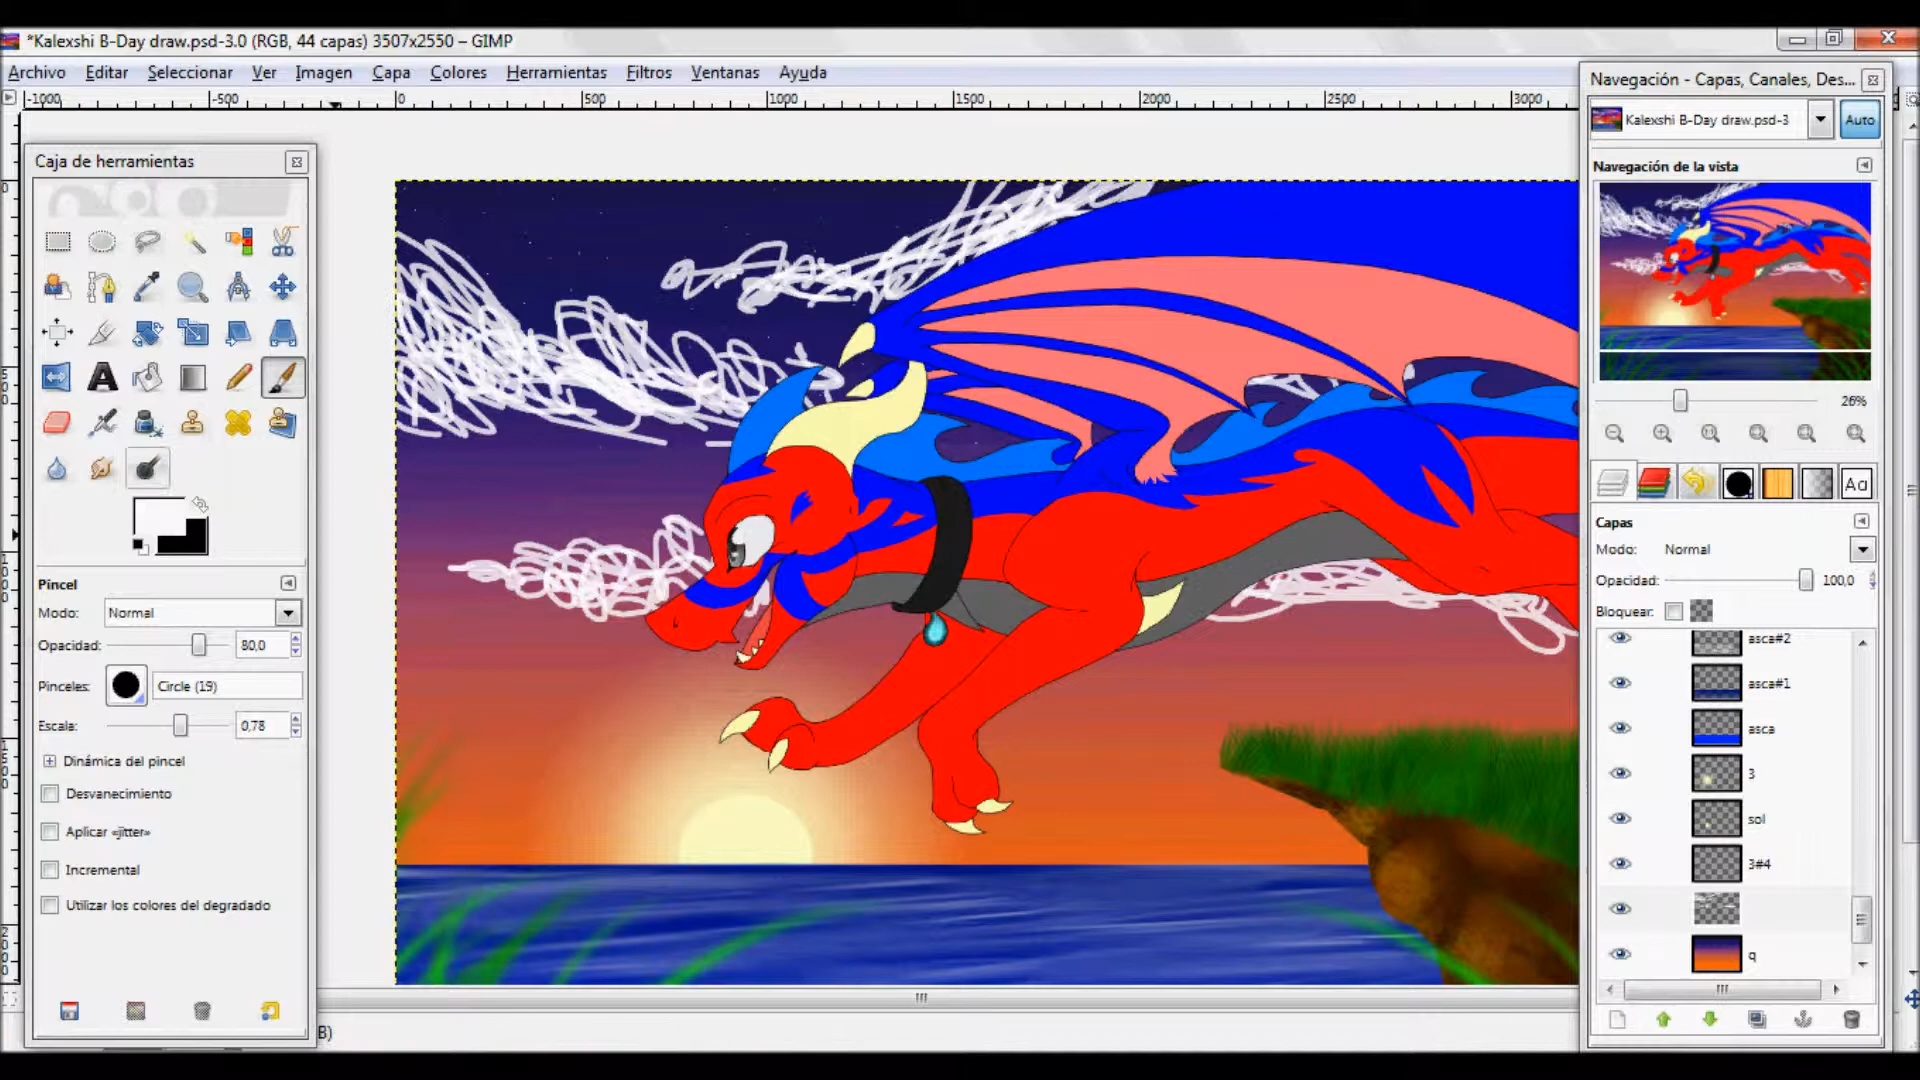 *Kalexshi B-Day draw.psd-3.0 (RGB, 44 capas) 3507x2550 – GIMP
Archivo Editar Seleccionar Ver Imagen Capa Colores Herramientas Filtros Ventanas Ayuda
-1000 -500 0 500 1000 1500 2000 2500 3000
Caja de herramientas
Pincel
Modo: Normal
Opacidad: 80,0
Pinceles: Circle (19)
Escala: 0,78
Dinámica del pincel
Desvanecimiento
Aplicar «jitter»
Incremental
Utilizar los colores del degradado
B)
Navegación - Capas, Canales, Des...
Kalexshi B-Day draw.psd-3 Auto
Navegación de la vista
26%
Aa
Capas
Modo: Normal
Opacidad: 100,0
Bloquear:
asca#2
asca#1
asca
3
sol
3#4
q